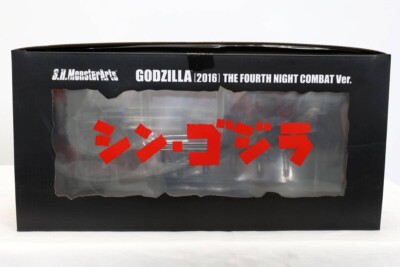 S.H.MonsterArts GODZILLA [2016] THE FOURTH NIGHT COMBAT Ver.
シン・ゴジラ